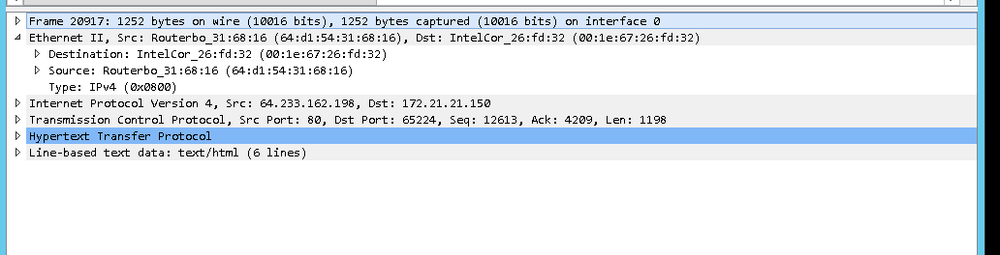 Frame 20917: 1252 bytes on wire (10016 bits), 1252 bytes captured (10016 bits) on interface 0
Ethernet II, Src: Routerbo_31:68:16 (64:d1:54:31:68:16), Dst: IntelCor_26:fd:32 (00:1e:67:26:fd:32)
Destination: IntelCor_26:fd:32 (00:1e:67:26:fd:32)
Source: Routerbo_31:68:16 (64:d1:54:31:68:16)
Type: IPv4 (0x0800)
Internet Protocol Version 4, Src: 64.233.162.198, Dst: 172.21.21.150
Transmission Control Protocol, Src Port: 80, Dst Port: 65224, Seq: 12613, Ack: 4209, Len: 1198
Hypertext Transfer Protocol
Line-based text data: text/html (6 lines)